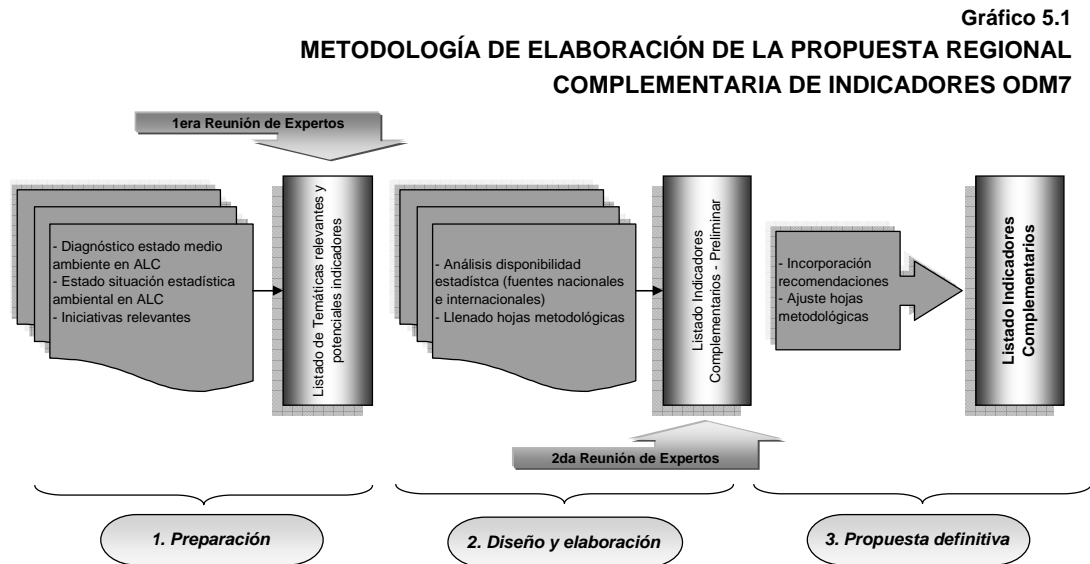 Gráfico 5.1
METODOLOGÍA DE ELABORACIÓN DE LA PROPUESTA REGIONAL
COMPLEMENTARIA DE INDICADORES ODM7
1era Reunión de Expertos
- Diagnóstico estado medio
ambiente en ALC
- Estado situación estadística
ambiental en ALC
- Iniciativas relevantes
Listado de Temáticas relevantes y
potenciales indicadores
- Análisis disponibilidad
estadístca (fuentes nacionales
e internacionales)
- Llenado hojas metodológicas
Listado Indicadores
Complementarios - Preliminar
2da Reunión de Expertos
- Incorporación
recomendaciones
- Ajuste hojas
metodológicas
Listado Indicadores
Complementarios
1. Preparación
2. Diseño y elaboración
3. Propuesta definitiva